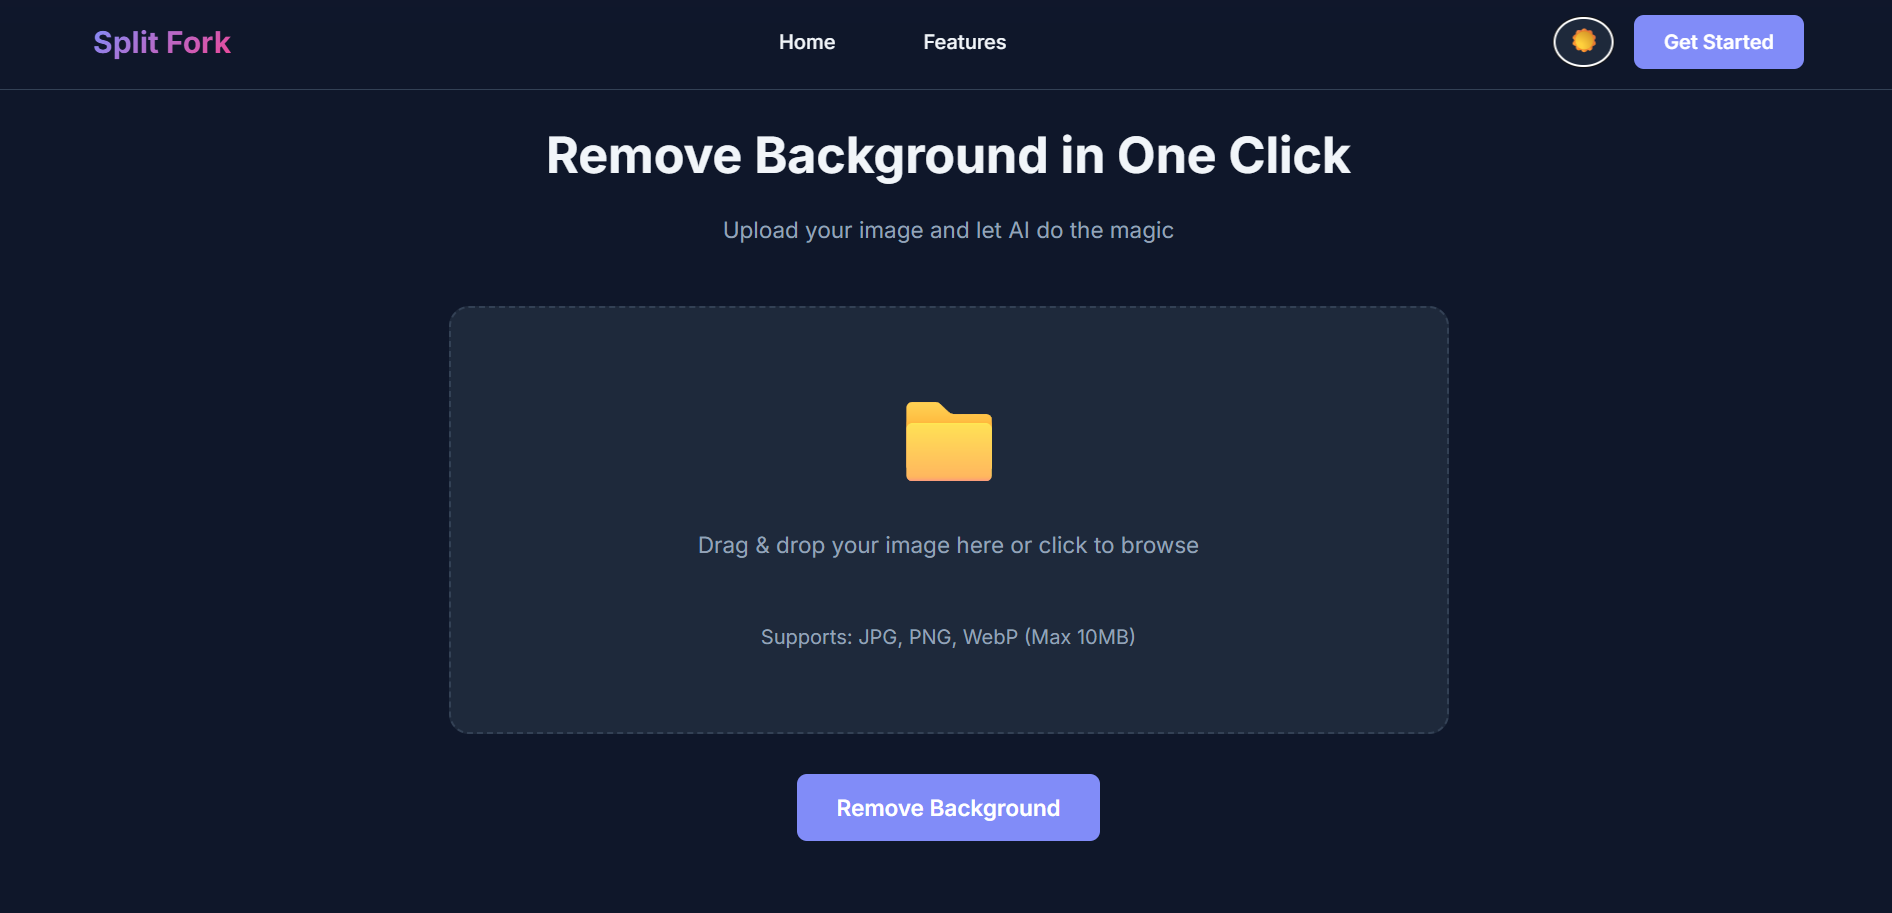 Split Fork
Home
Features
Get Started
Remove Background in One Click
Upload your image and let AI do the magic
Drag & drop your image here or click to browse
Supports: JPG, PNG, WebP (Max 10MB)
Remove Background